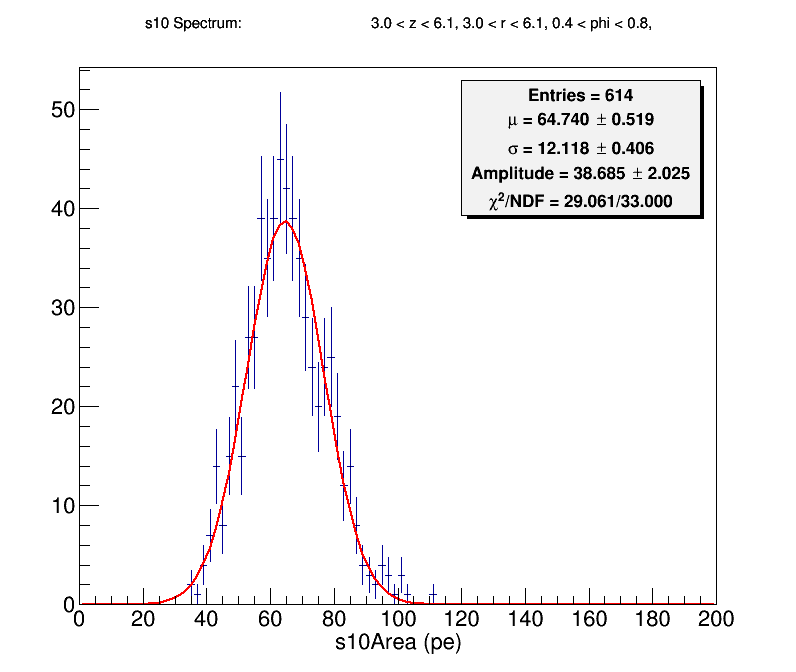 s10 Spectrum: 3.0 < z < 6.1, 3.0 < r < 6.1, 0.4 < phi < 0.8,
Entries = 614
μ = 64.740 ± 0.519
σ = 12.118 ± 0.406
Amplitude = 38.685 ± 2.025
χ²/NDF = 29.061/33.000
50
40
30
20
10
0
0 20 40 60 80 100 120 140 160 180 200
s10Area (pe)